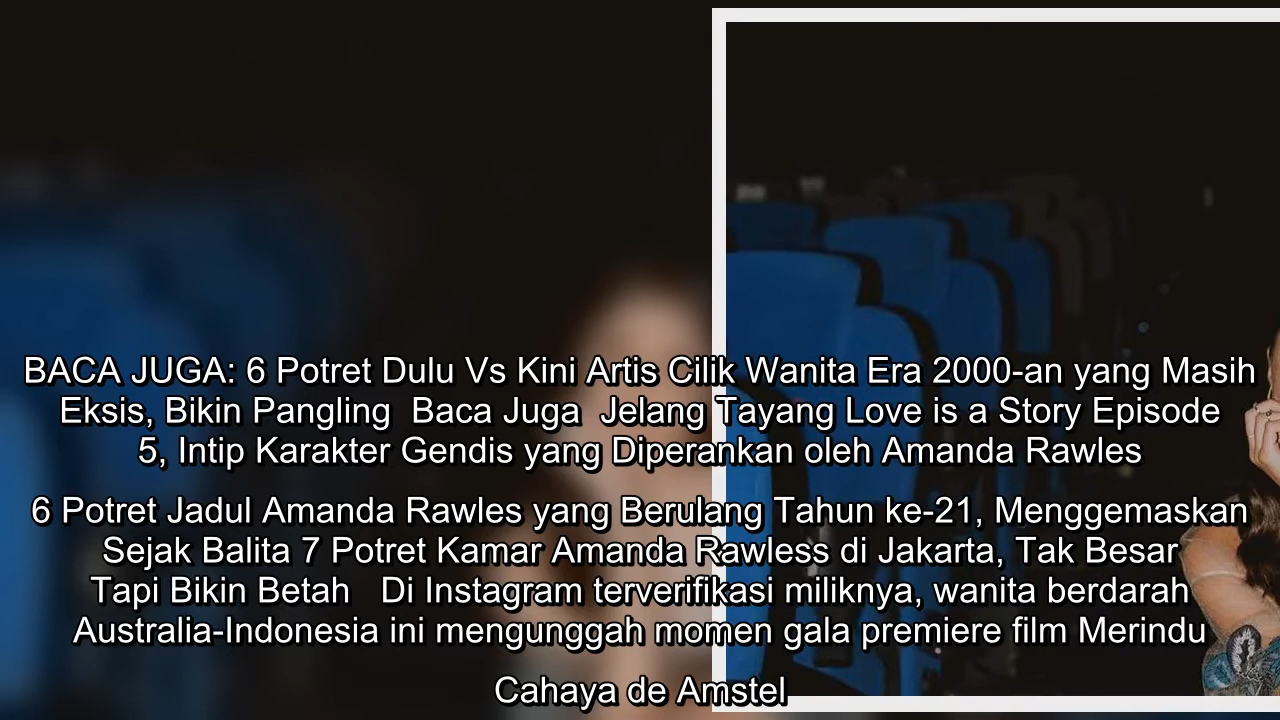 BACA JUGA: 6 Potret Dulu Vs Kini Artis Cilik Wanita Era 2000-an yang Masih
Eksis, Bikin Pangling  Baca Juga  Jelang Tayang Love is a Story Episode
5, Intip Karakter Gendis yang Diperankan oleh Amanda Rawles
6 Potret Jadul Amanda Rawles yang Berulang Tahun ke-21, Menggemaskan
Sejak Balita 7 Potret Kamar Amanda Rawless di Jakarta, Tak Besar
Tapi Bikin Betah   Di Instagram terverifikasi miliknya, wanita berdarah
Australia-Indonesia ini mengunggah momen gala premiere film Merindu
Cahaya de Amstel